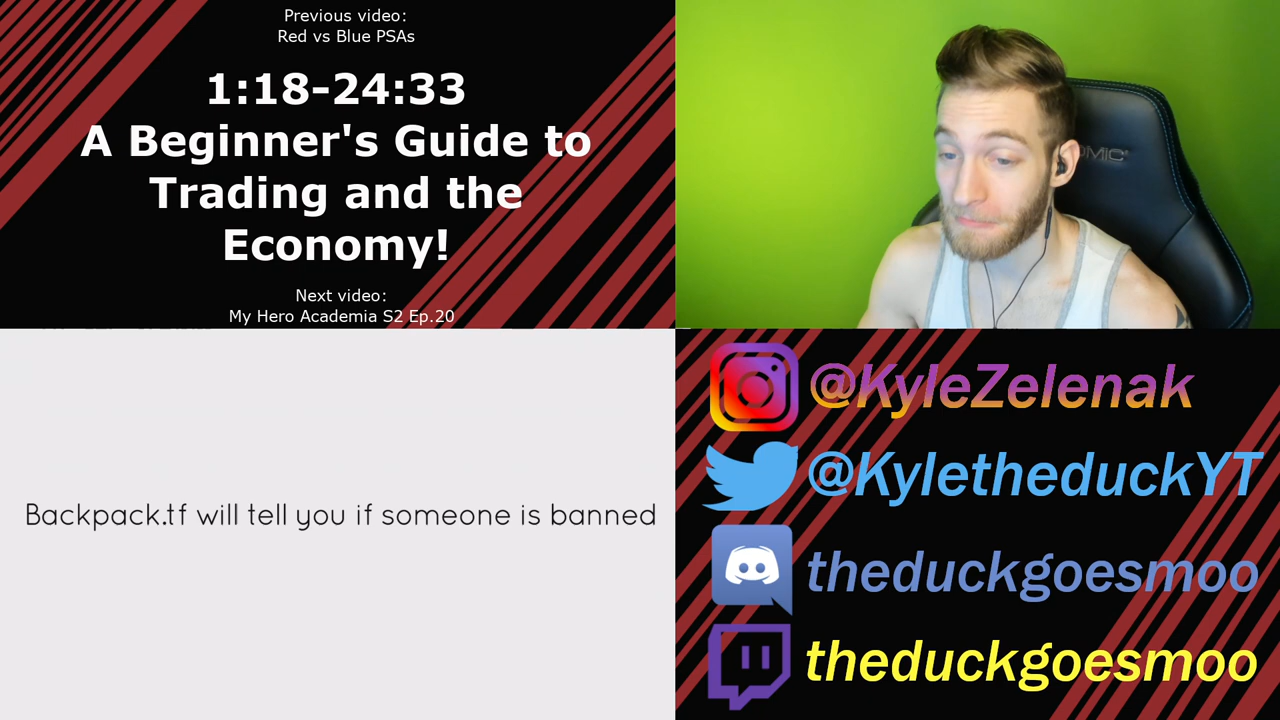 Previous video:
Red vs Blue PSAs
1:18-24:33
A Beginner's Guide to
Trading and the
Economy!
Next video:
My Hero Academia S2 Ep.20
OMIC
Backpack.tf will tell you if someone is banned
@KyleZelenak
@KyletheduckYT
theduckgoesmoo
theduckgoesmoo